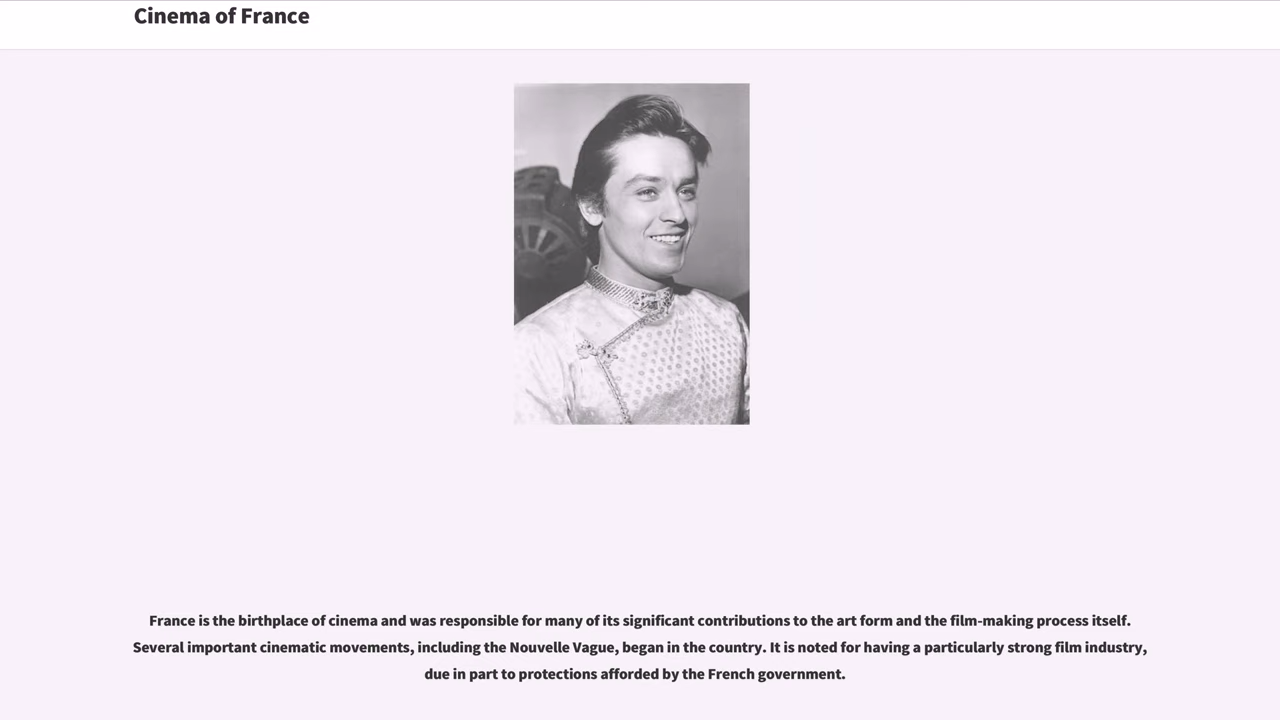 Cinema of France
France is the birthplace of cinema and was responsible for many of its significant contributions to the art form and the film-making process itself.
Several important cinematic movements, including the Nouvelle Vague, began in the country. It is noted for having a particularly strong film industry,
due in part to protections afforded by the French government.